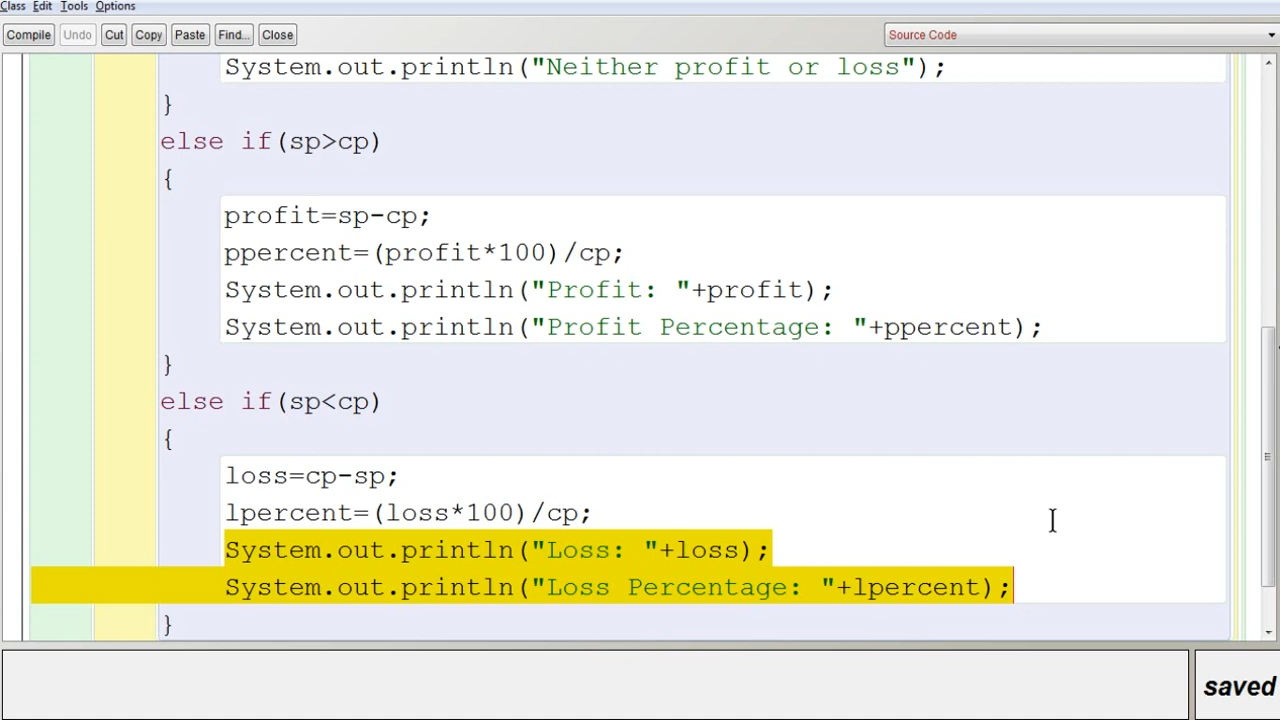 Class Edit Tools Options
Compile Undo Cut Copy Paste Find... Close Source Code
System.out.println("Neither profit or loss");
}
else if(sp>cp)
{
profit=sp-cp;
ppercent=(profit*100)/cp;
System.out.println("Profit: "+profit);
System.out.println("Profit Percentage: "+ppercent);
}
else if(sp<cp)
{
loss=cp-sp;
lpercent=(loss*100)/cp;
System.out.println("Loss: "+loss);
System.out.println("Loss Percentage: "+lpercent);
}
saved